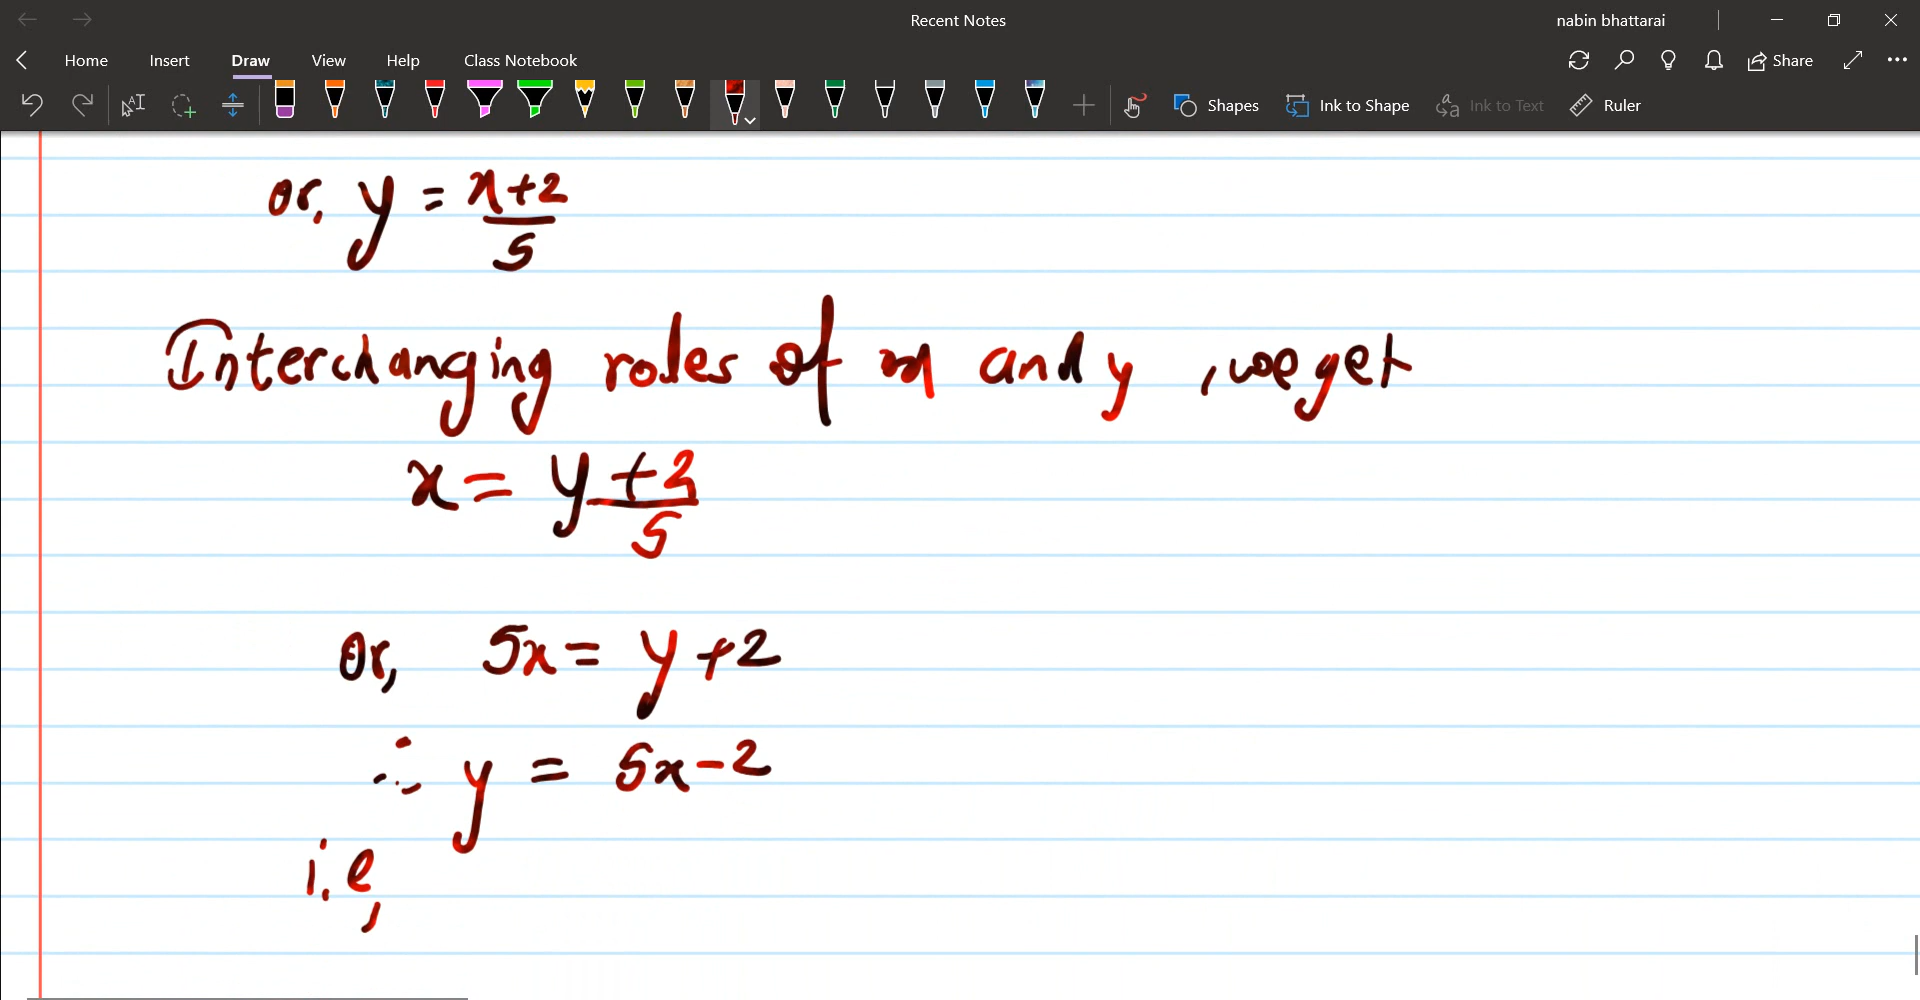 Recent Notes
nabin bhattarai
Home Insert Draw View Help Class Notebook
Share
Shapes Ink to Shape Ink to Text Ruler
or, y = x+2
5
Interchanging roles of x and y, we get
x = y+2
5
or, 5x = y+2
∴ y = 5x-2
i.e,